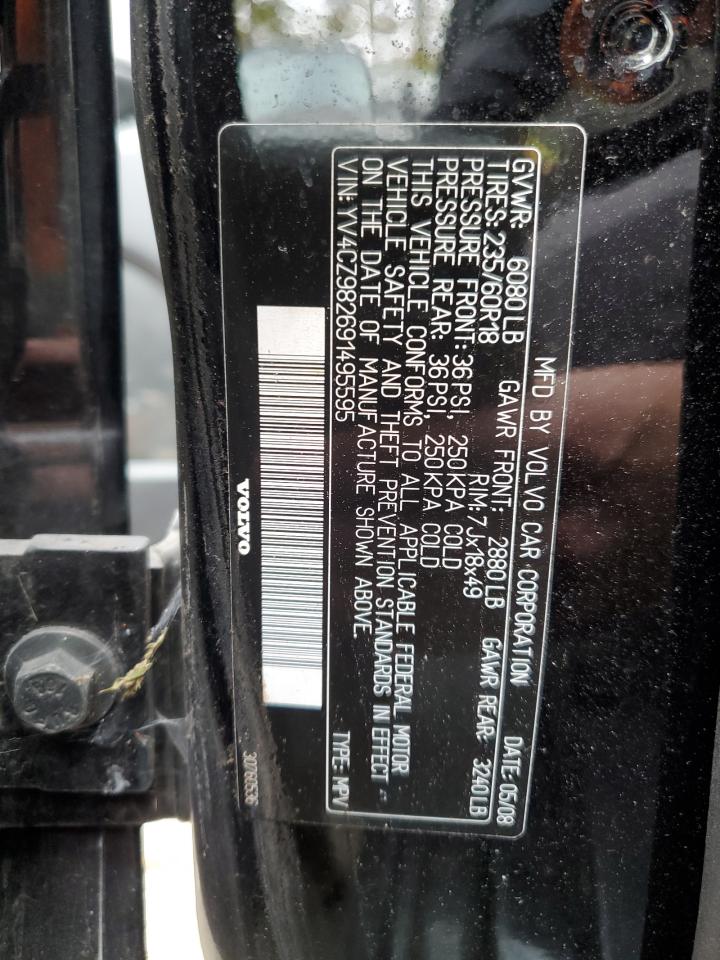 MFD BY VOLVO CAR CORPORATION DATE: 05/08
GVWR: 6080LB GAWR FRONT: 2880LB GAWR REAR: 3240LB
TIRES: 235/60R18 RIM: 7Jx18x49
PRESSURE FRONT: 36PSI, 250KPA COLD
PRESSURE REAR: 36PSI, 250KPA COLD
THIS VEHICLE CONFORMS TO ALL APPLICABLE FEDERAL MOTOR
VEHICLE SAFETY AND THEFT PREVENTION STANDARDS IN EFFECT
ON THE DATE OF MANUFACTURE SHOWN ABOVE
VIN: YV4CZ982691495595 TYPE: MPV
VOLVO
30760536